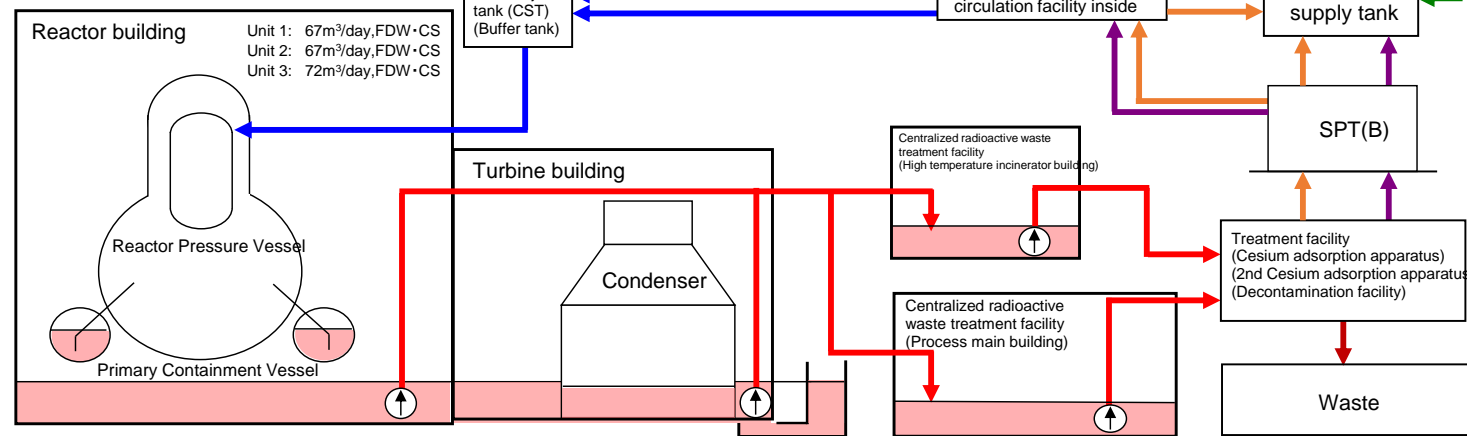 tank (CST)
(Buffer tank)
circulation facility inside
supply tank
Reactor building
Unit 1: 67m³/day,FDW・CS
Unit 2: 67m³/day,FDW・CS
Unit 3: 72m³/day,FDW・CS
SPT(B)
Centralized radioactive waste
treatment facility
(High temperature incinerator building)
Turbine building
Reactor Pressure Vessel
Condenser
Treatment facility
(Cesium adsorption apparatus)
(2nd Cesium adsorption apparatus
(Decontamination facility)
Centralized radioactive
waste treatment facility
(Process main building)
Primary Containment Vessel
Waste